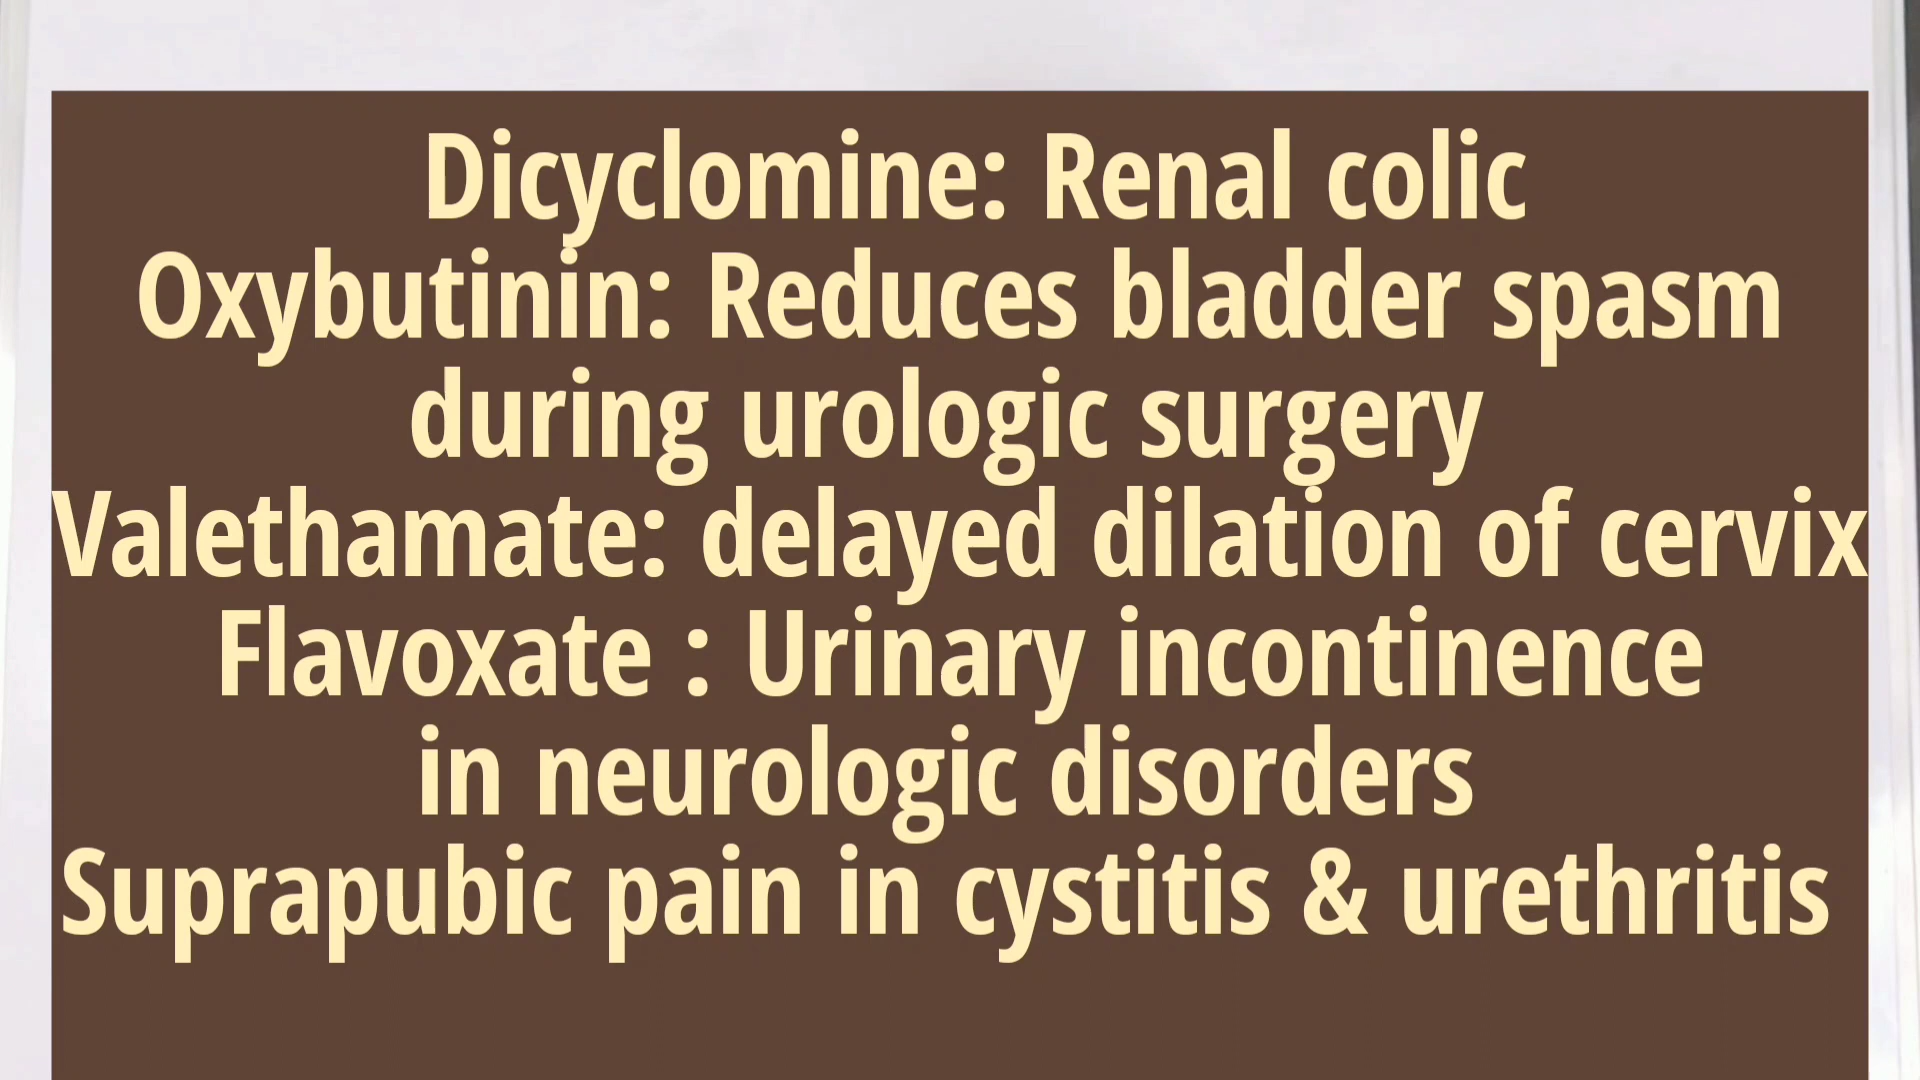 Dicyclomine: Renal colic
Oxybutinin: Reduces bladder spasm
during urologic surgery
Valethamate: delayed dilation of cervix
Flavoxate : Urinary incontinence
in neurologic disorders
Suprapubic pain in cystitis & urethritis